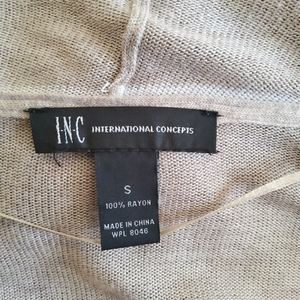 I·N·C INTERNATIONAL CONCEPTS
S
100% RAYON
MADE IN CHINA
WPL 8046